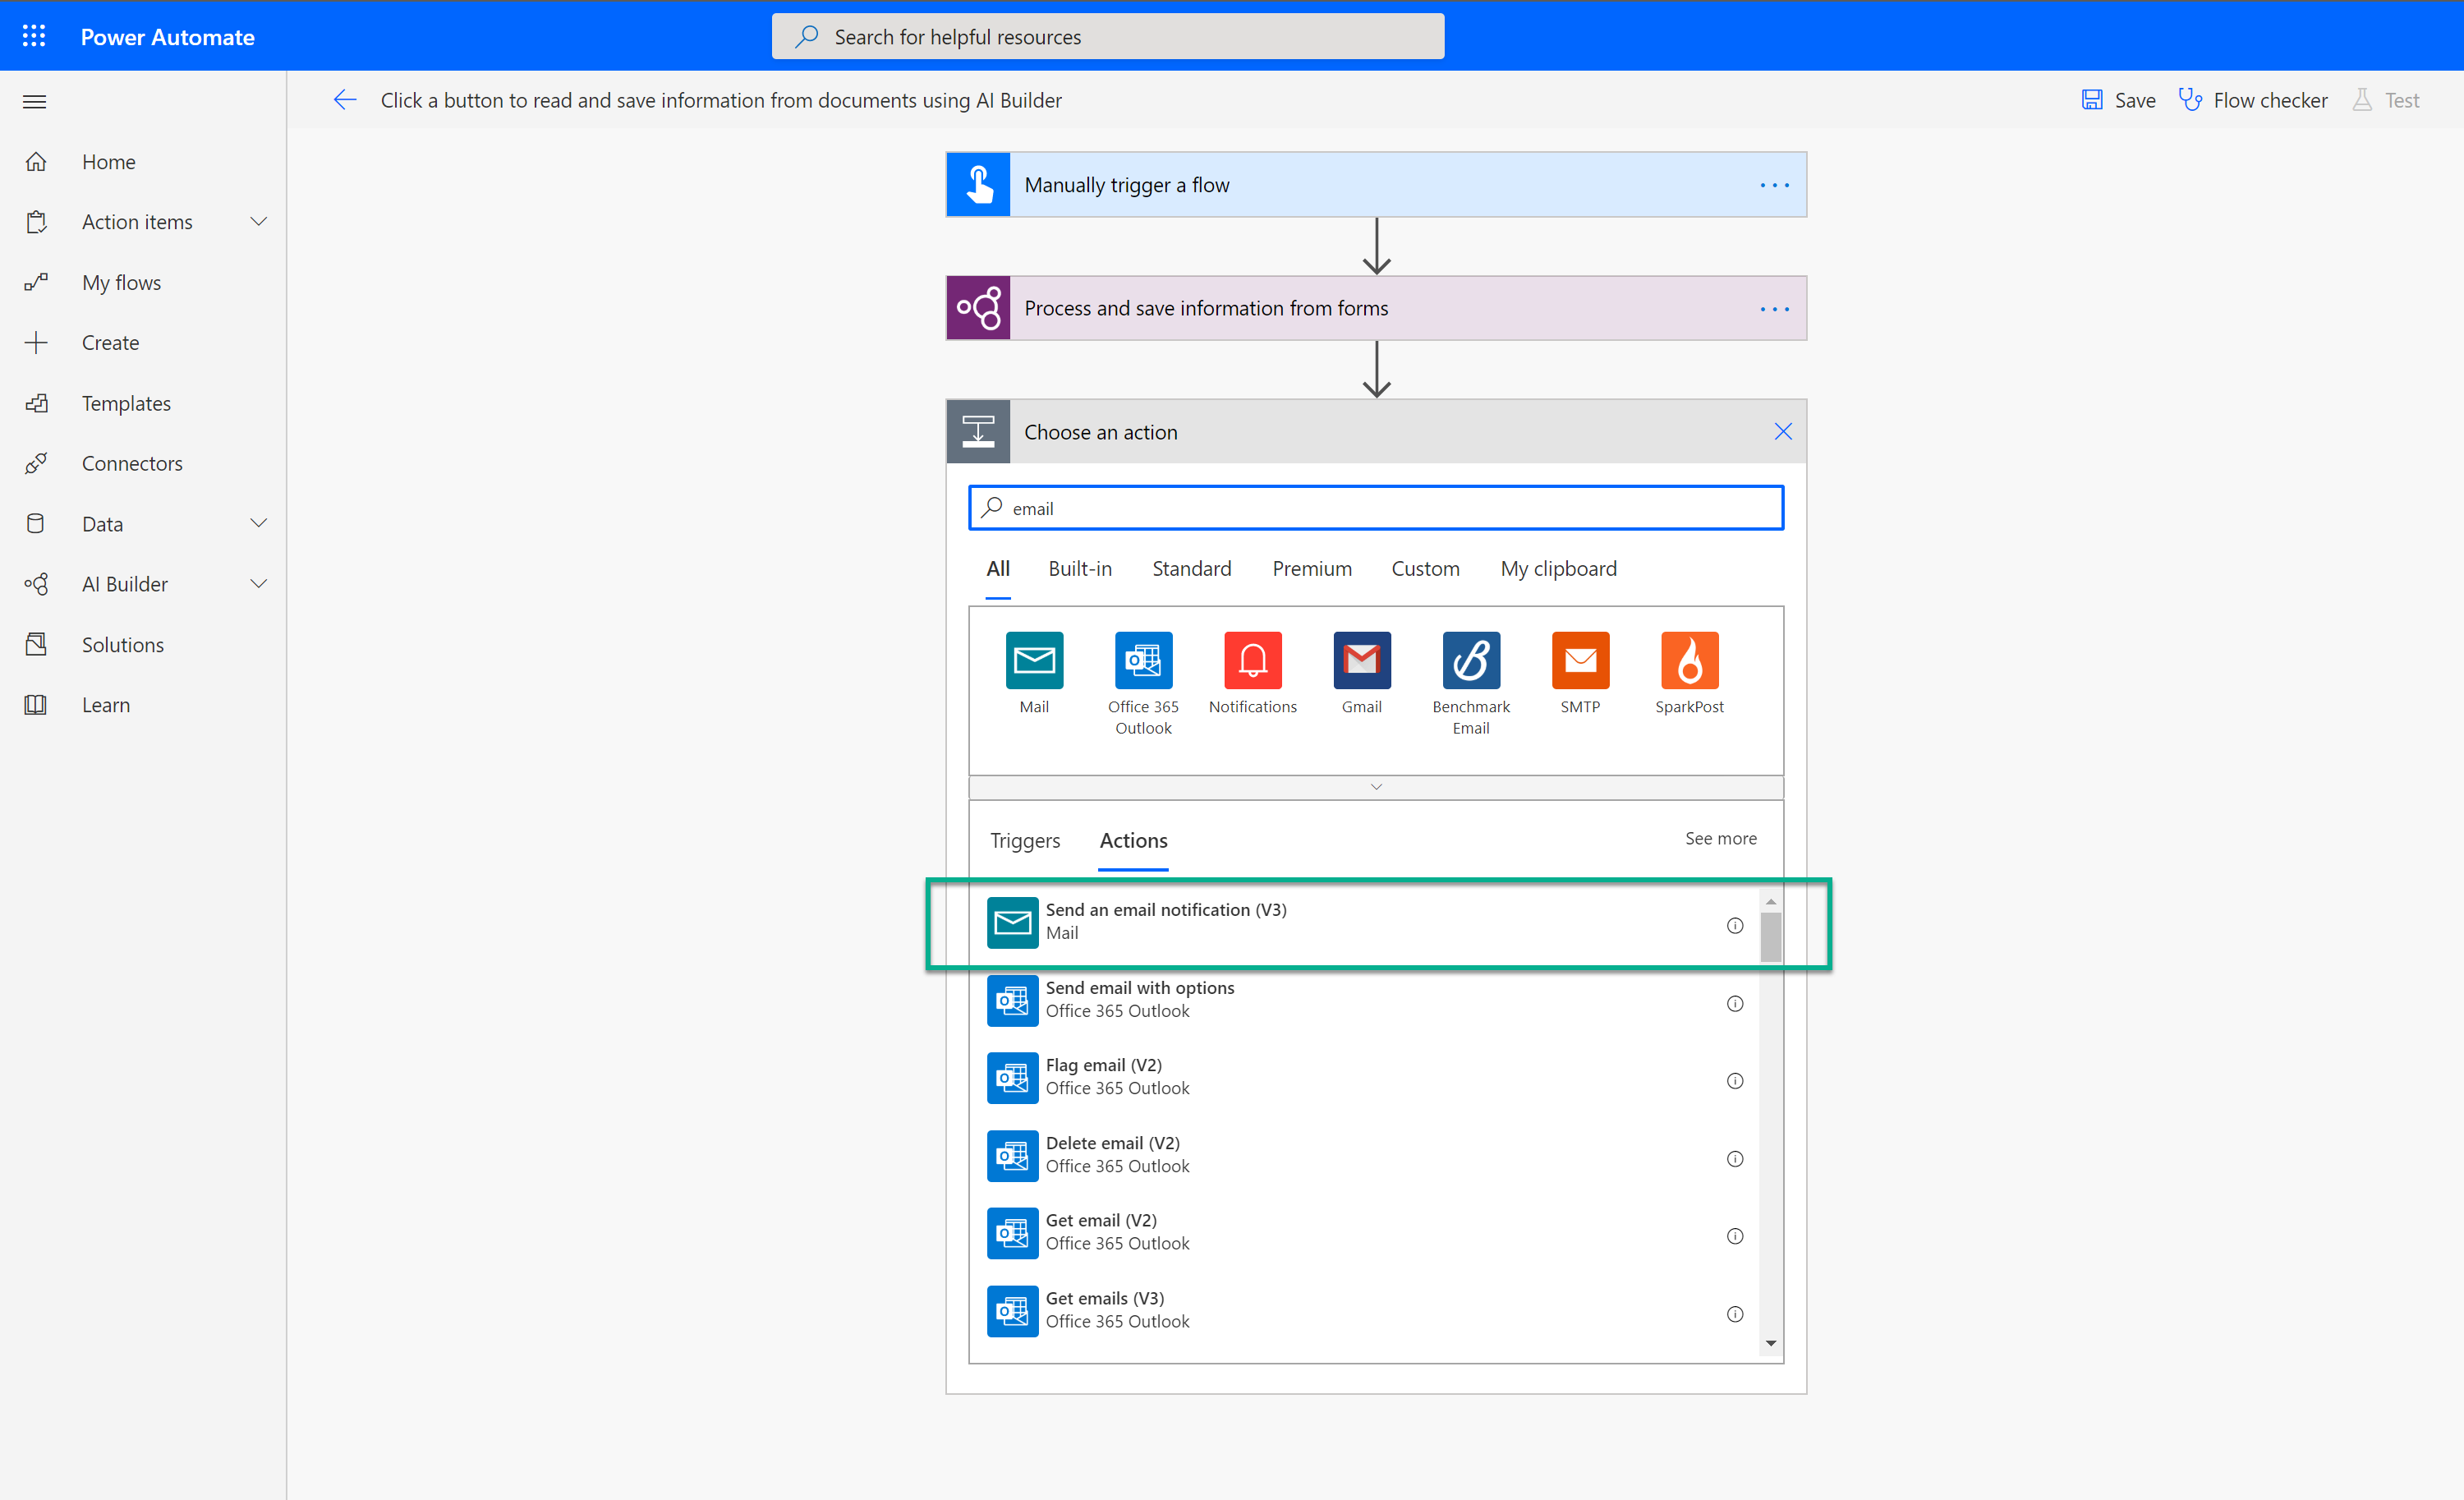 Power Automate
Search for helpful resources
Click a button to read and save information from documents using AI Builder
Save
Flow checker
Test
Home
Action items
My flows
Create
Templates
Connectors
Data
AI Builder
Solutions
Learn
Manually trigger a flow
Process and save information from forms
Choose an action
email
All Built-in Standard Premium Custom My clipboard
Mail
Office 365
Outlook
Notifications
Gmail
Benchmark
Email
SMTP
SparkPost
Triggers Actions See more
Send an email notification (V3)
Mail
Send email with options
Office 365 Outlook
Flag email (V2)
Office 365 Outlook
Delete email (V2)
Office 365 Outlook
Get email (V2)
Office 365 Outlook
Get emails (V3)
Office 365 Outlook